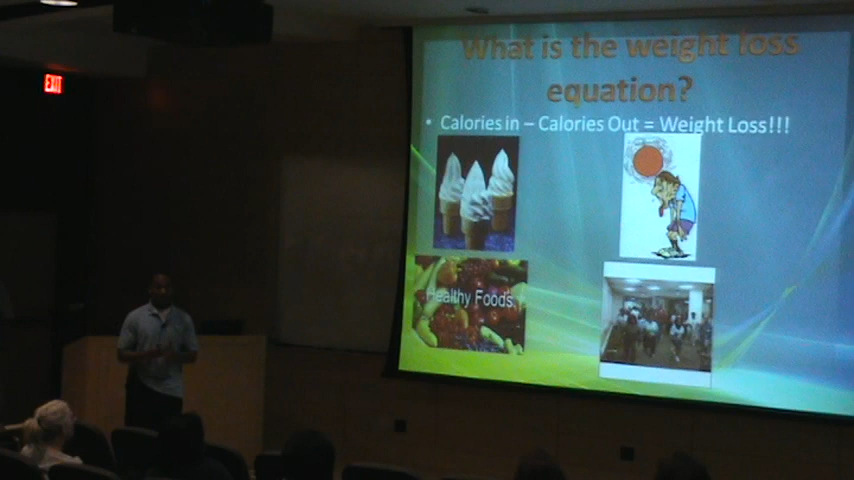 EXIT
What is the weight loss
equation?
• Calories in – Calories Out = Weight Loss!!!
Healthy Foods